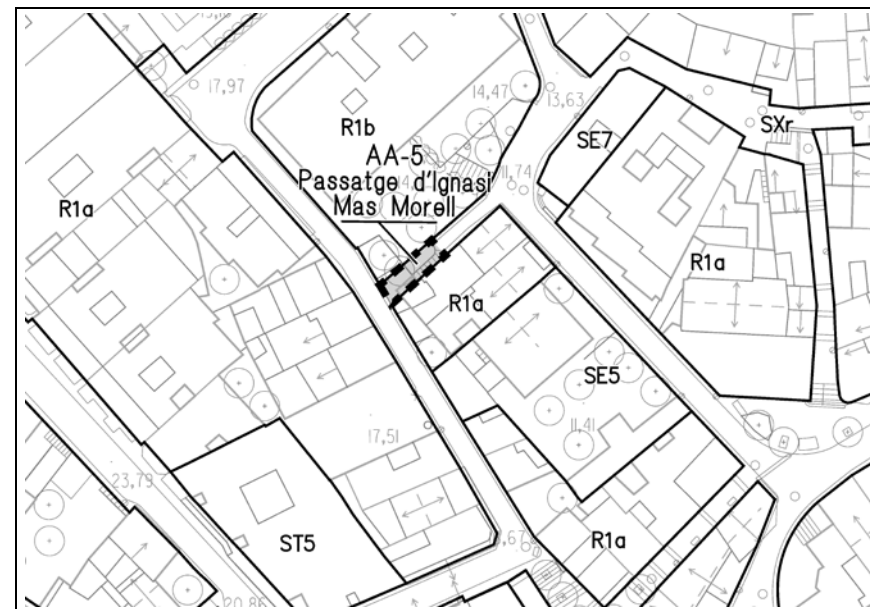 17,97
14,47
13,63
R1b
SE7
SXr
AA-5
11,74
Passatge d'Ignasi
Mas Morell
R1a
R1a
R1a
SE5
17,51
11,41
23,79
ST5
R1a
20,86